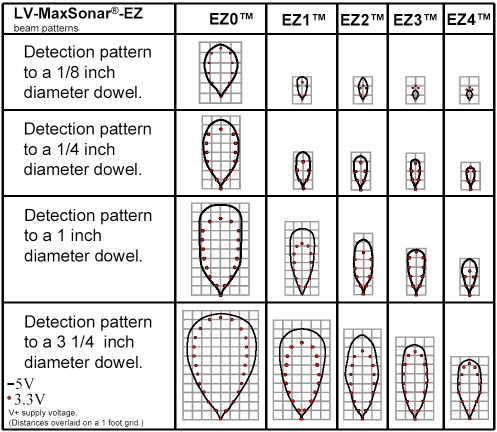 LV-MaxSonar®-EZ
beam patterns
EZ0™
EZ1™
EZ2™
EZ3™
EZ4™
Detection pattern
to a 1/8 inch
diameter dowel.
Detection pattern
to a 1/4 inch
diameter dowel.
Detection pattern
to a 1 inch
diameter dowel.
Detection pattern
to a 3 1/4 inch
diameter dowel.
5V
3.3V
V+ supply voltage,
(Distances overlaid on a 1 foot grid.)